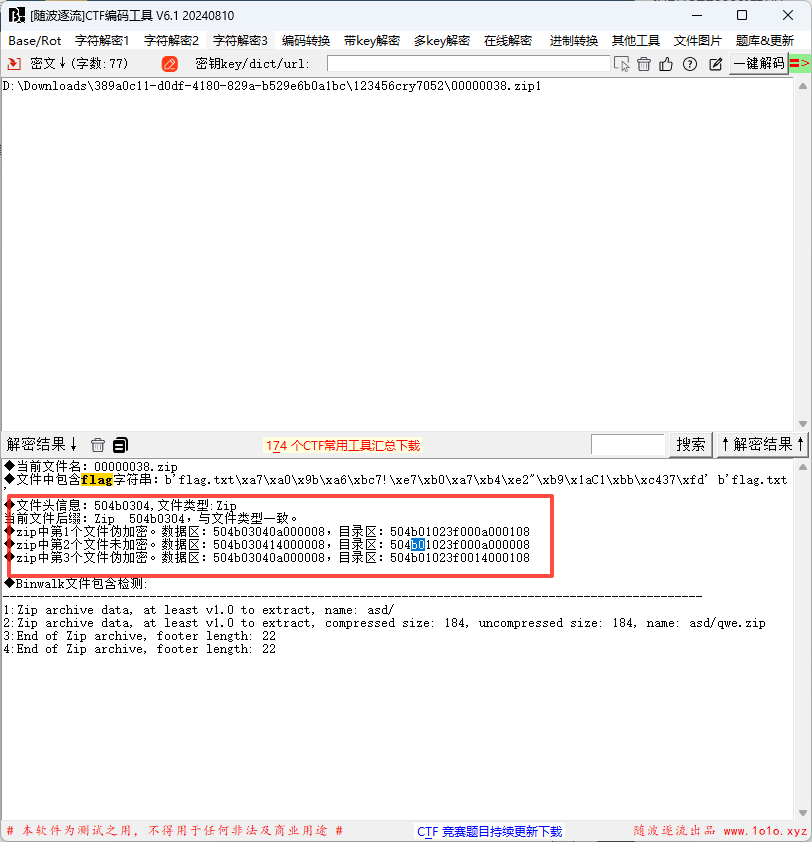 [随波逐流]CTF编码工具 V6.1 20240810
Base/Rot 字符解密1 字符解密2 字符解密3 编码转换 带key解密 多key解密 在线解密 进制转换 其他工具 文件图片 题库&更新
密文↓(字数:77) 密钥key/dict/url: 一键解码 =>
D:\Downloads\389a0c11-d0df-4180-829a-b529e6b0a1bc\123456cry7052\00000038.zip1
解密结果↓ 174 个CTF常用工具汇总下载 搜索 ↑解密结果↑
◆当前文件名: 00000038.zip
◆文件中包含flag字符串: b'flag.txt\xa7\xa0\x9b\xa6\xbc7!\xe7\xb0\xa7\xb4\xe2"\xb9\x1aC1\xbb\xc437\xfd' b'flag.txt
'
◆文件头信息: 504b0304,文件类型:Zip
当前文件后缀: Zip 504b0304，与文件类型一致。
◆zip中第1个文件伪加密。数据区: 504b03040a000008，目录区: 504b01023f000a000108
◆zip中第2个文件未加密。数据区: 504b030414000008，目录区: 504b01023f000a000008
◆zip中第3个文件伪加密。数据区: 504b03040a000008，目录区: 504b01023f0014000108
◆Binwalk文件包含检测:
----------------------------------------------------------------------------------------------------
1:Zip archive data, at least v1.0 to extract, name: asd/
2:Zip archive data, at least v1.0 to extract, compressed size: 184, uncompressed size: 184, name: asd/qwe.zip
3:End of Zip archive, footer length: 22
4:End of Zip archive, footer length: 22
# 本软件为测试之用, 不得用于任何非法及商业用途 # CTF 竞赛题目持续更新下载 随波逐流出品 www.1o1o.xyz